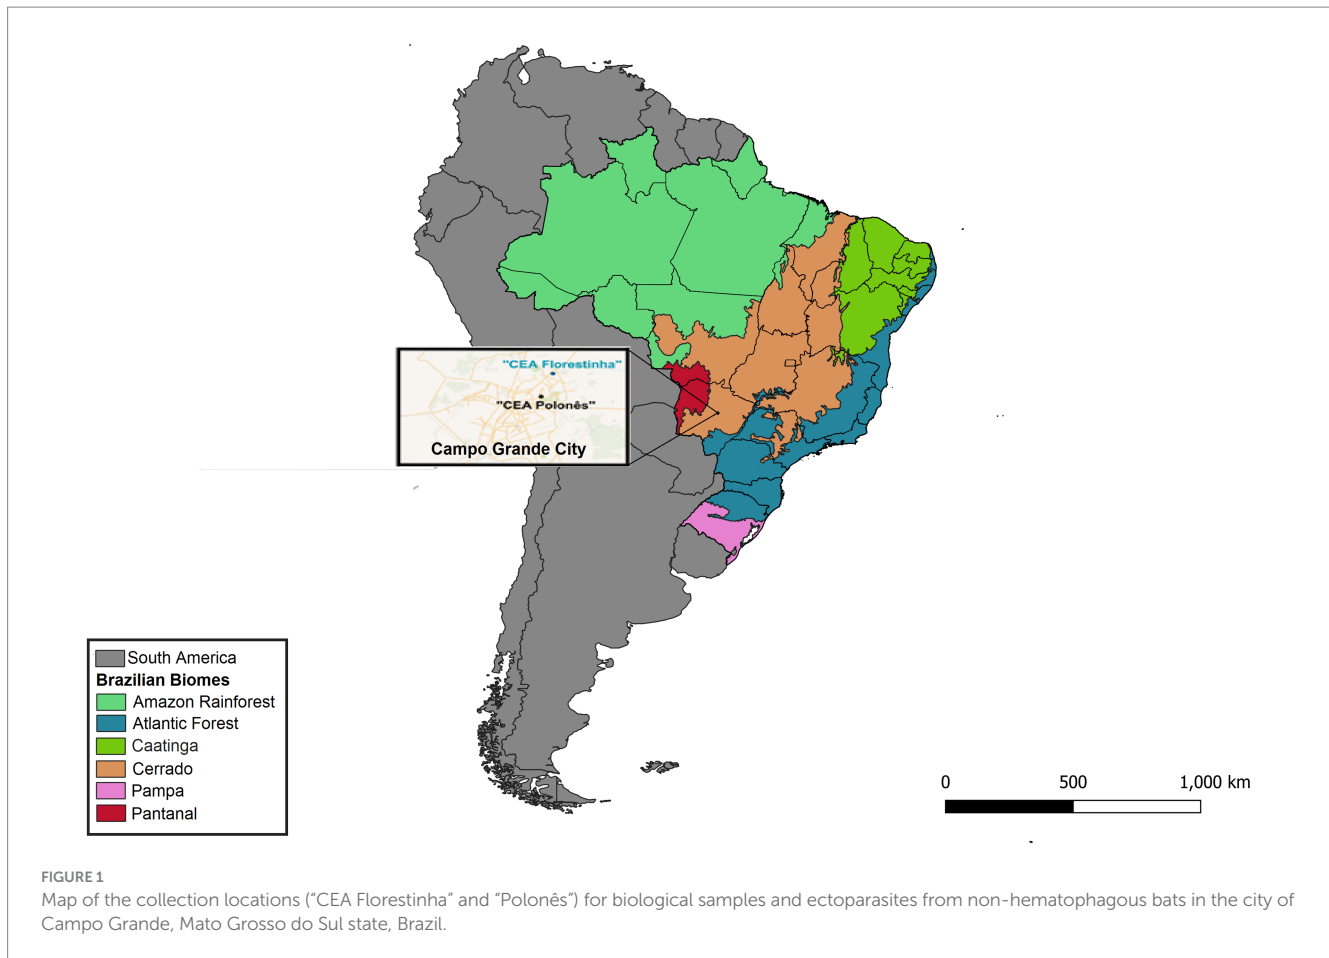 "CEA Florestinha"
"CEA Polonês"
Campo Grande City
South America
Brazilian Biomes
Amazon Rainforest
Atlantic Forest
Caatinga
Cerrado
Pampa
Pantanal
0 500 1,000 km
FIGURE 1
Map of the collection locations (“CEA Florestinha” and “Polonês”) for biological samples and ectoparasites from non-hematophagous bats in the city of
Campo Grande, Mato Grosso do Sul state, Brazil.